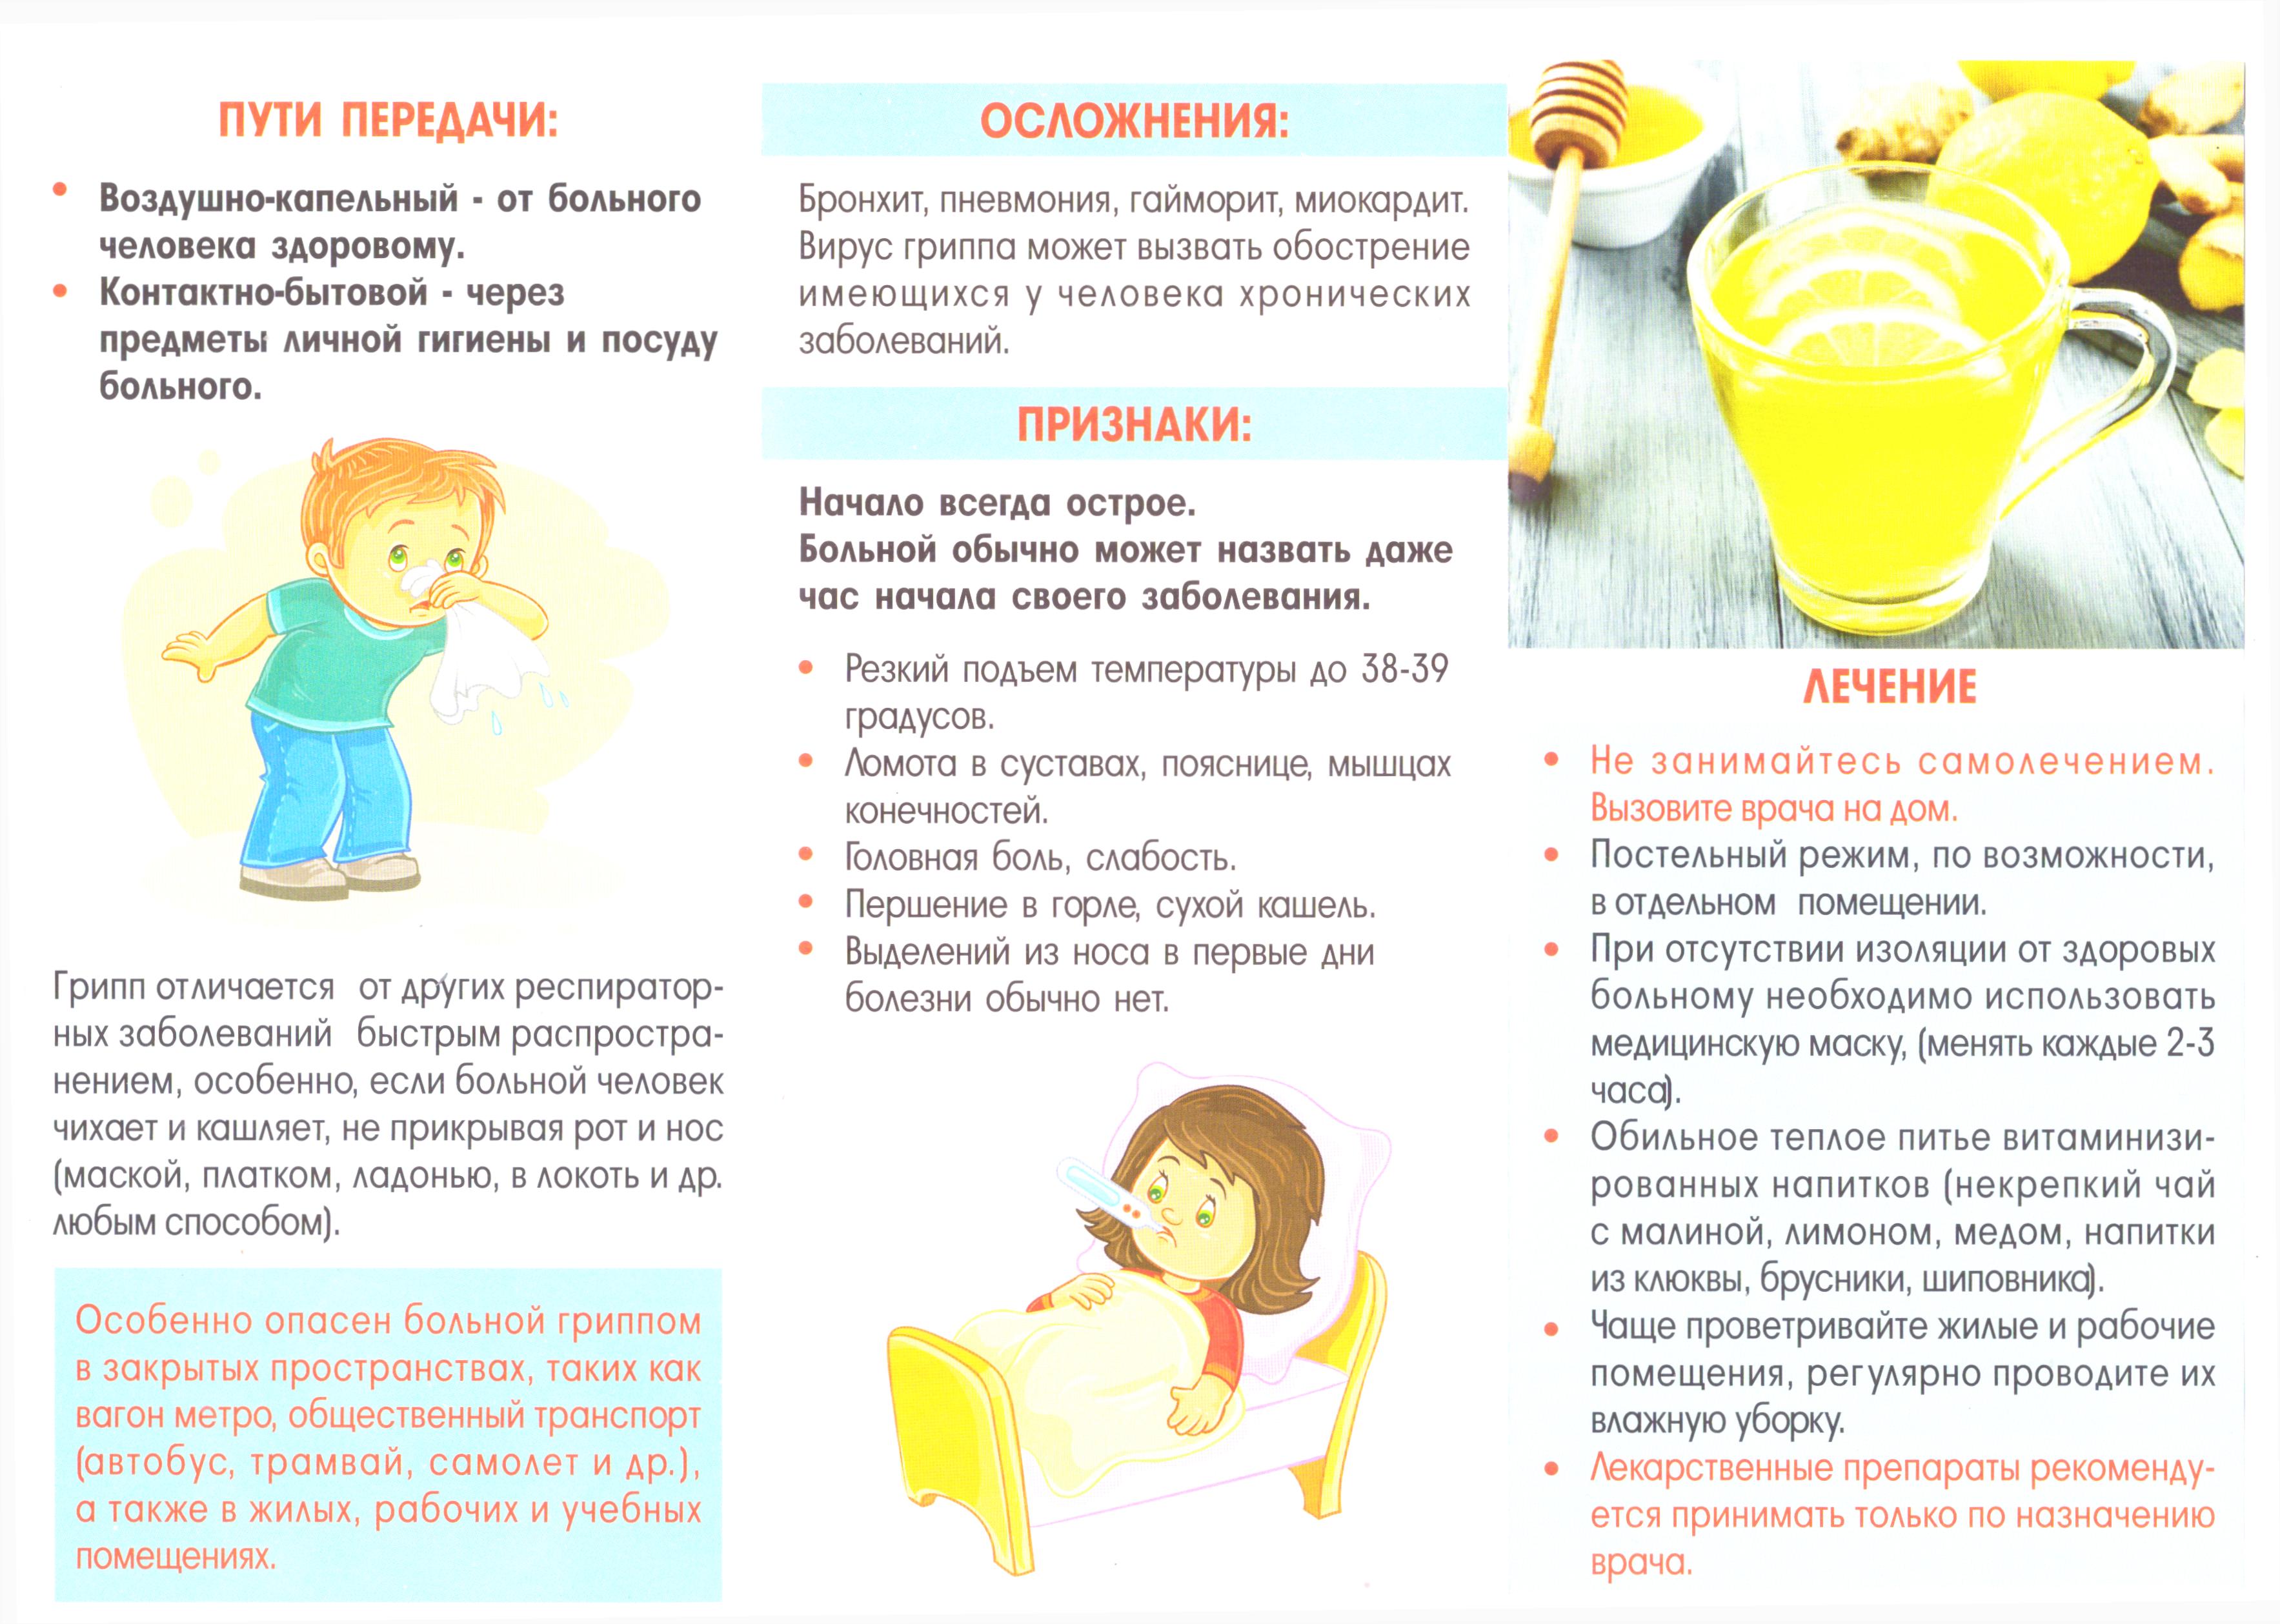 ПУТИ ПЕРЕДАЧИ:
• Воздушно-капельный - от больного
человека здоровому.
• Контактно-бытовой - через
предметы личной гигиены и посуду
больного.
Грипп отличается от других респиратор-
ных заболеваний быстрым распростра-
нением, особенно, если больной человек
чихает и кашляет, не прикрывая рот и нос
(маской, платком, ладонью, в локоть и др.
любым способом).
Особенно опасен больной гриппом
в закрытых пространствах, таких как
вагон метро, общественный транспорт
(автобус, трамвай, самолет и др.),
а также в жилых, рабочих и учебных
помещениях.
ОСЛОЖНЕНИЯ:
Бронхит, пневмония, гайморит, миокардит.
Вирус гриппа может вызвать обострение
имеющихся у человека хронических
заболеваний.
ПРИЗНАКИ:
Начало всегда острое.
Больной обычно может назвать даже
час начала своего заболевания.
• Резкий подъем температуры до 38-39
градусов.
• Ломота в суставах, пояснице, мышцах
конечностей.
• Головная боль, слабость.
• Першение в горле, сухой кашель.
• Выделений из носа в первые дни
болезни обычно нет.
ЛЕЧЕНИЕ
• Не занимайтесь самолечением.
Вызовите врача на дом.
• Постельный режим, по возможности,
в отдельном помещении.
• При отсутствии изоляции от здоровых
больному необходимо использовать
медицинскую маску, (менять каждые 2-3
часа).
• Обильное теплое питье витаминизи-
рованных напитков (некрепкий чай
с малиной, лимоном, медом, напитки
из клюквы, брусники, шиповника).
• Чаще проветривайте жилые и рабочие
помещения, регулярно проводите их
влажную уборку.
• Лекарственные препараты рекоменду-
ется принимать только по назначению
врача.